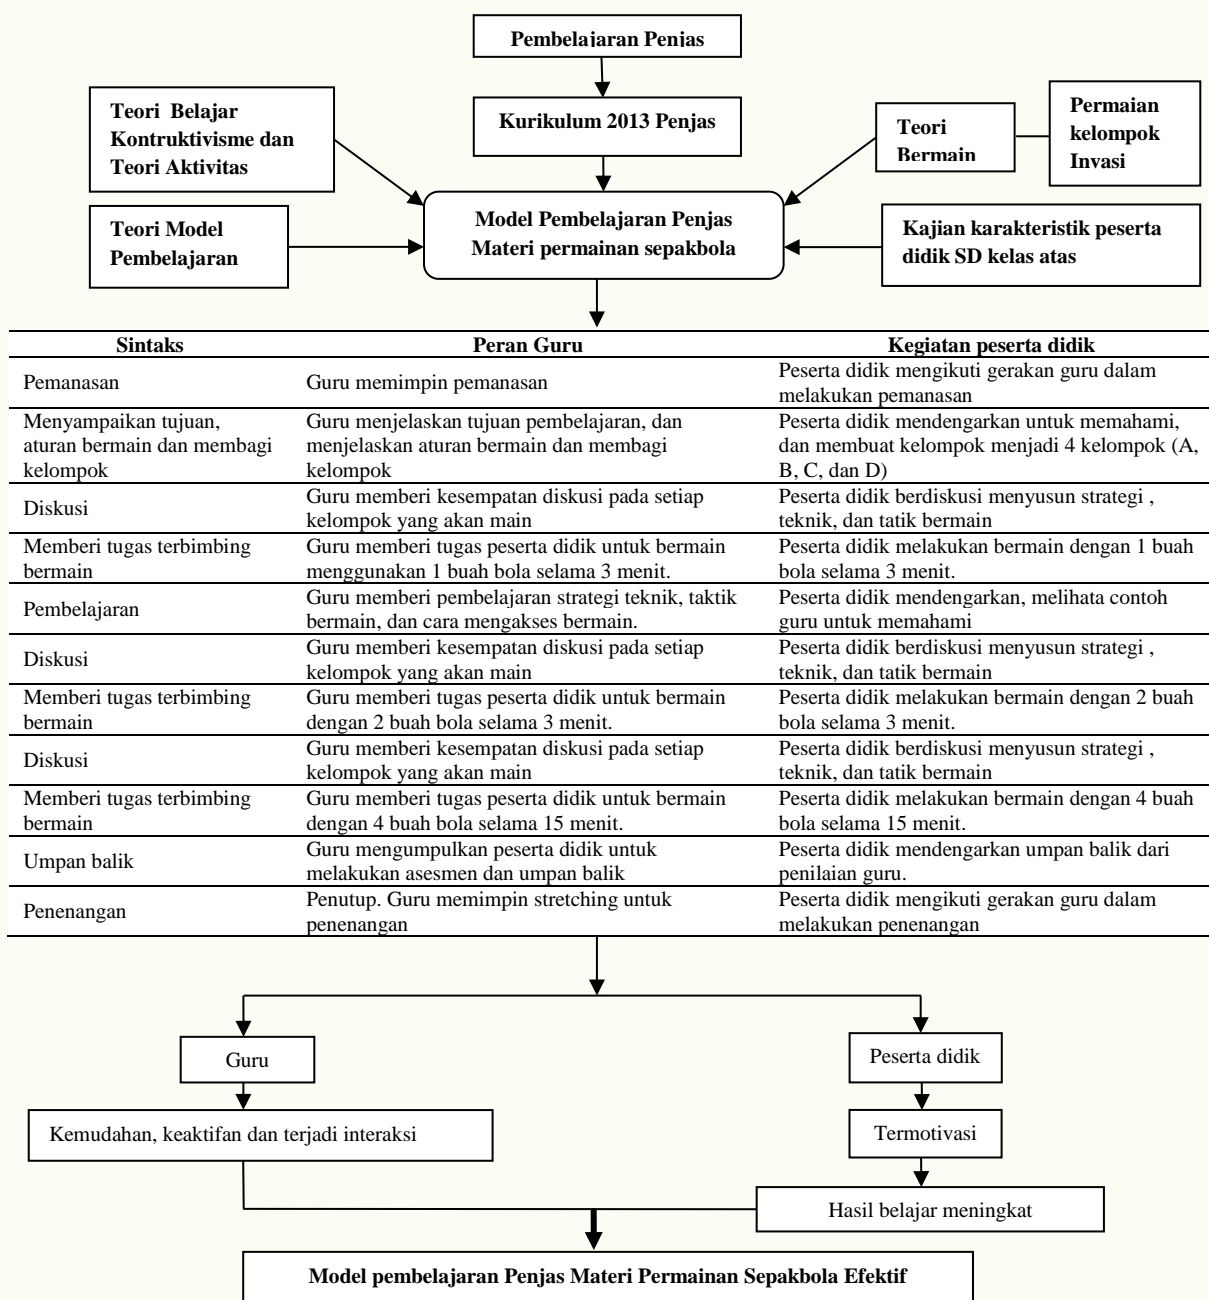 Pembelajaran Penjas
Kurikulum 2013 Penjas
Teori Belajar
Kontruktivisme dan
Teori Aktivitas
Teori
Bermain
Permaian
kelompok
Invasi
Teori Model
Pembelajaran
Model Pembelajaran Penjas
Materi permainan sepakbola
Kajian karakteristik peserta
didik SD kelas atas
Sintaks
Peran Guru
Kegiatan peserta didik
Pemanasan
Guru memimpin pemanasan
Peserta didik mengikuti gerakan guru dalam
melakukan pemanasan
Menyampaikan tujuan,
aturan bermain dan membagi
kelompok
Guru menjelaskan tujuan pembelajaran, dan
menjelaskan aturan bermain dan membagi
kelompok
Peserta didik mendengarkan untuk memahami,
dan membuat kelompok menjadi 4 kelompok (A,
B, C, dan D)
Diskusi
Guru memberi kesempatan diskusi pada setiap
kelompok yang akan main
Peserta didik berdiskusi menyusun strategi ,
teknik, dan tatik bermain
Memberi tugas terbimbing
bermain
Guru memberi tugas peserta didik untuk bermain
menggunakan 1 buah bola selama 3 menit.
Peserta didik melakukan bermain dengan 1 buah
bola selama 3 menit.
Pembelajaran
Guru memberi pembelajaran strategi teknik, taktik
bermain, dan cara mengakses bermain.
Peserta didik mendengarkan, melihata contoh
guru untuk memahami
Diskusi
Guru memberi kesempatan diskusi pada setiap
kelompok yang akan main
Peserta didik berdiskusi menyusun strategi ,
teknik, dan tatik bermain
Memberi tugas terbimbing
bermain
Guru memberi tugas peserta didik untuk bermain
dengan 2 buah bola selama 3 menit.
Peserta didik melakukan bermain dengan 2 buah
bola selama 3 menit.
Diskusi
Guru memberi kesempatan diskusi pada setiap
kelompok yang akan main
Peserta didik berdiskusi menyusun strategi ,
teknik, dan tatik bermain
Memberi tugas terbimbing
bermain
Guru memberi tugas peserta didik untuk bermain
dengan 4 buah bola selama 15 menit.
Peserta didik melakukan bermain dengan 4 buah
bola selama 15 menit.
Umpan balik
Guru mengumpulkan peserta didik untuk
melakukan asesmen dan umpan balik
Peserta didik mendengarkan umpan balik dari
penilaian guru.
Penenangan
Penutup. Guru memimpin stretching untuk
penenangan
Peserta didik mengikuti gerakan guru dalam
melakukan penenangan
Guru
Peserta didik
Kemudahan, keaktifan dan terjadi interaksi
Termotivasi
Hasil belajar meningkat
Model pembelajaran Penjas Materi Permainan Sepakbola Efektif